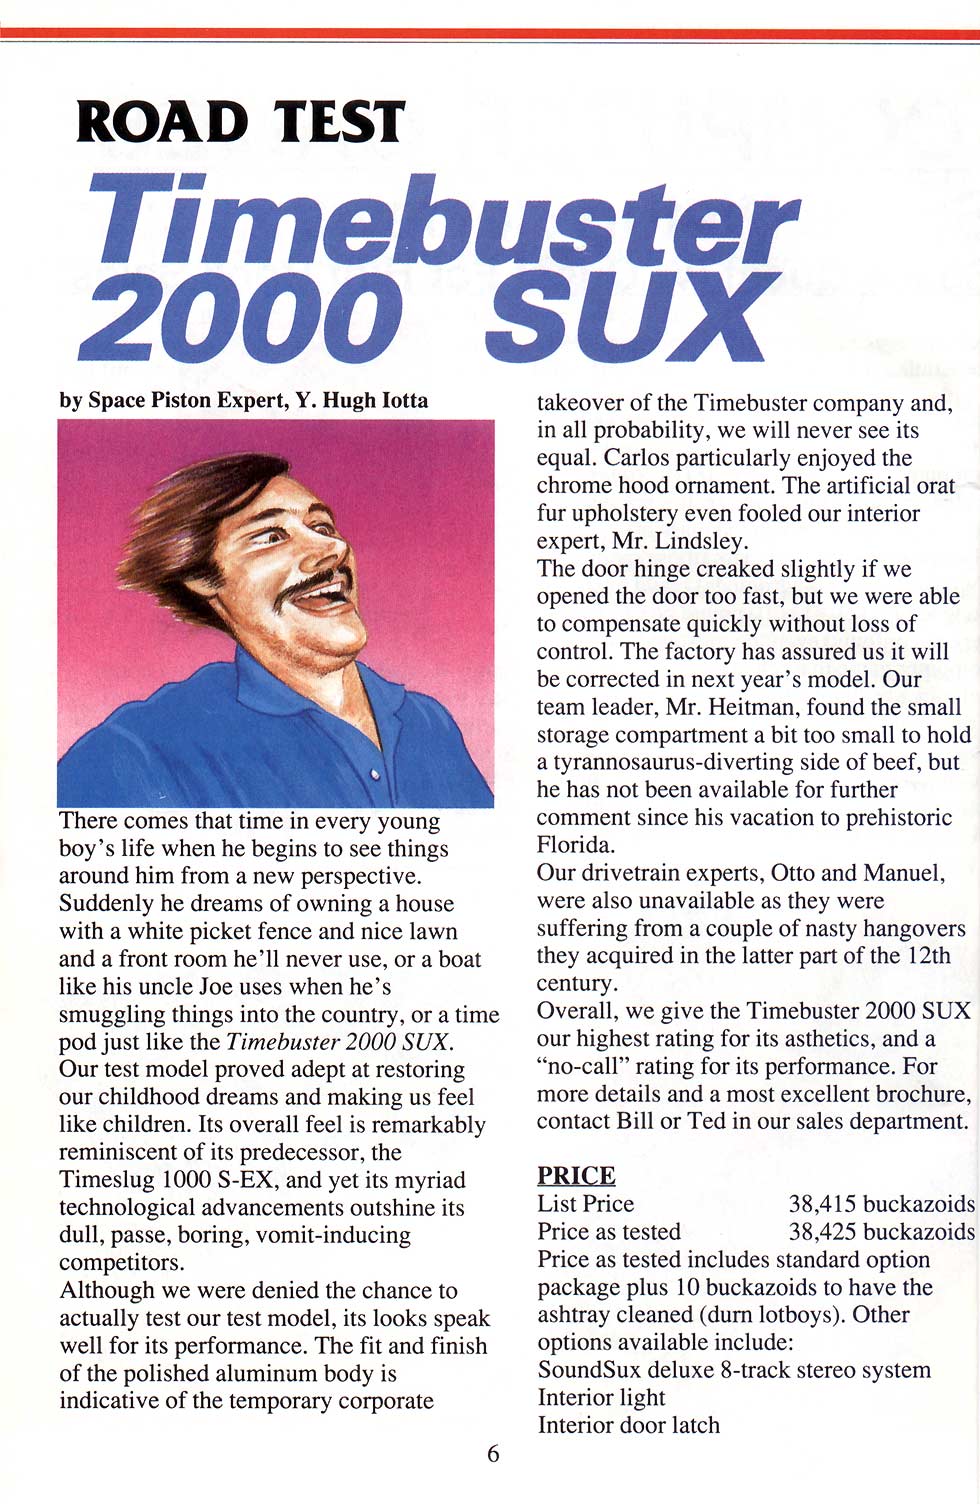 ROAD TEST
Timebuster
2000 SUX
by Space Piston Expert, Y. Hugh Iotta
There comes that time in every young
boy's life when he begins to see things
around him from a new perspective.
Suddenly he dreams of owning a house
with a white picket fence and nice lawn
and a front room he'll never use, or a boat
like his uncle Joe uses when he's
smuggling things into the country, or a time
pod just like the Timebuster 2000 SUX.
Our test model proved adept at restoring
our childhood dreams and making us feel
like children. Its overall feel is remarkably
reminiscent of its predecessor, the
Timeslug 1000 S-EX, and yet its myriad
technological advancements outshine its
dull, passe, boring, vomit-inducing
competitors.
Although we were denied the chance to
actually test our test model, its looks speak
well for its performance. The fit and finish
of the polished aluminum body is
indicative of the temporary corporate
takeover of the Timebuster company and,
in all probability, we will never see its
equal. Carlos particularly enjoyed the
chrome hood ornament. The artificial orat
fur upholstery even fooled our interior
expert, Mr. Lindsley.
The door hinge creaked slightly if we
opened the door too fast, but we were able
to compensate quickly without loss of
control. The factory has assured us it will
be corrected in next year's model. Our
team leader, Mr. Heitman, found the small
storage compartment a bit too small to hold
a tyrannosaurus-diverting side of beef, but
he has not been available for further
comment since his vacation to prehistoric
Florida.
Our drivetrain experts, Otto and Manuel,
were also unavailable as they were
suffering from a couple of nasty hangovers
they acquired in the latter part of the 12th
century.
Overall, we give the Timebuster 2000 SUX
our highest rating for its asthetics, and a
“no-call” rating for its performance. For
more details and a most excellent brochure,
contact Bill or Ted in our sales department.
PRICE
List Price 38,415 buckazoids
Price as tested 38,425 buckazoids
Price as tested includes standard option
package plus 10 buckazoids to have the
ashtray cleaned (durn lotboys). Other
options available include:
SoundSux deluxe 8-track stereo system
Interior light
Interior door latch
6